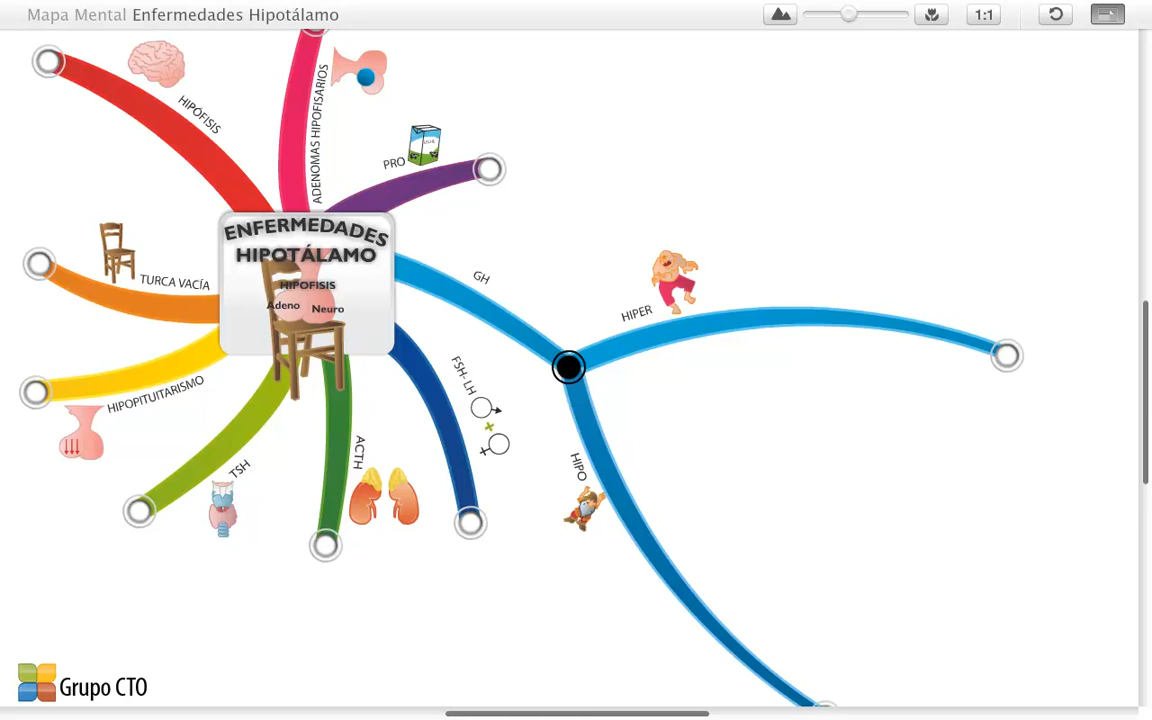 Mapa Mental Enfermedades Hipotálamo
1:1
HIPÓFISIS
ADENOMAS HIPOFISARIOS
PRO
ENFERMEDADES
HIPOTÁLAMO
HIPOFISIS
Adeno Neuro
TURCA VACÍA
GH
HIPER
HIPOPITUITARISMO
FSH- LH
TSH
ACTH
HIPO
Grupo CTO